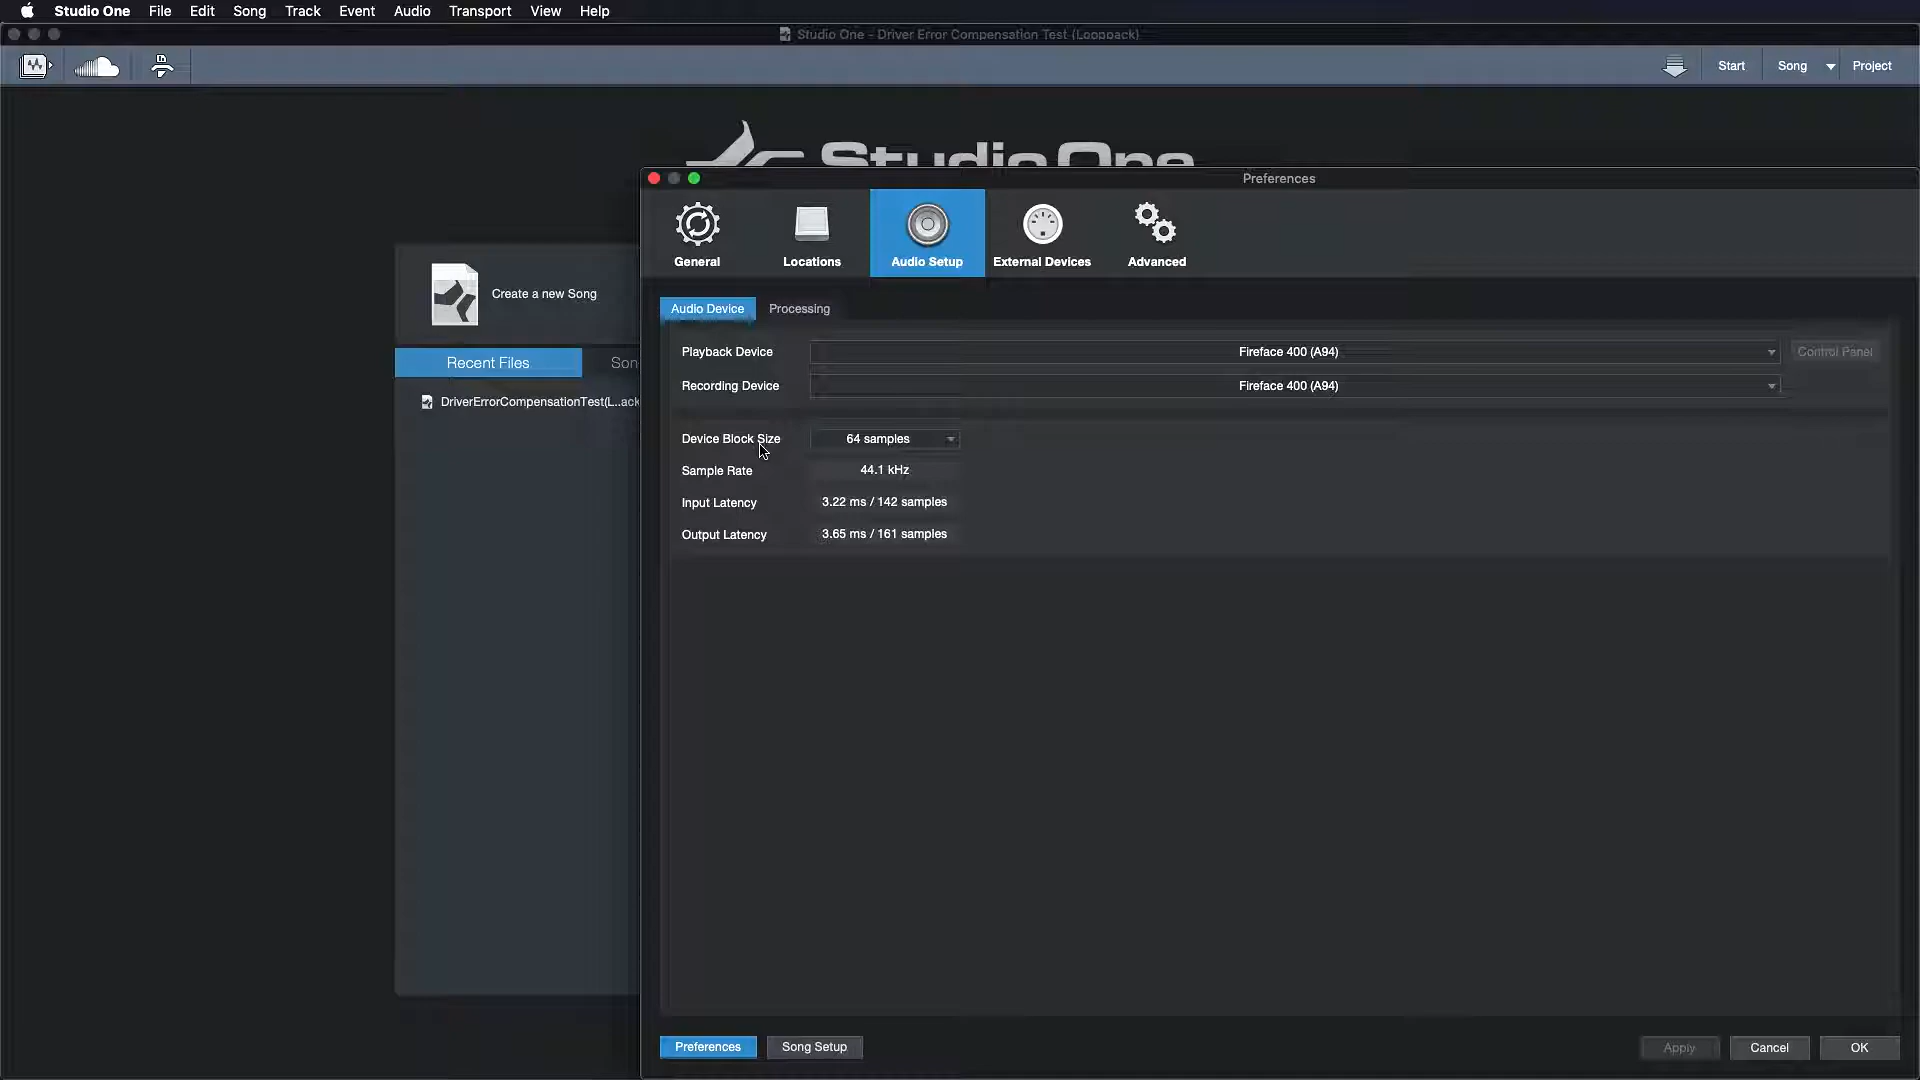 Studio One File Edit Song Track Event Audio Transport View Help
Studio One - Driver Error Compensation Test (Looppack)
Start Song Project
Studio One
Preferences
General Locations Audio Setup External Devices Advanced
Create a new Song
Audio Device Processing
Playback Device Fireface 400 (A94) Control Panel
Recent Files Son
Recording Device Fireface 400 (A94)
DriverErrorCompensationTest(L...ack
Device Block Size 64 samples
Sample Rate 44.1 kHz
Input Latency 3.22 ms / 142 samples
Output Latency 3.65 ms / 161 samples
Preferences Song Setup Apply Cancel OK